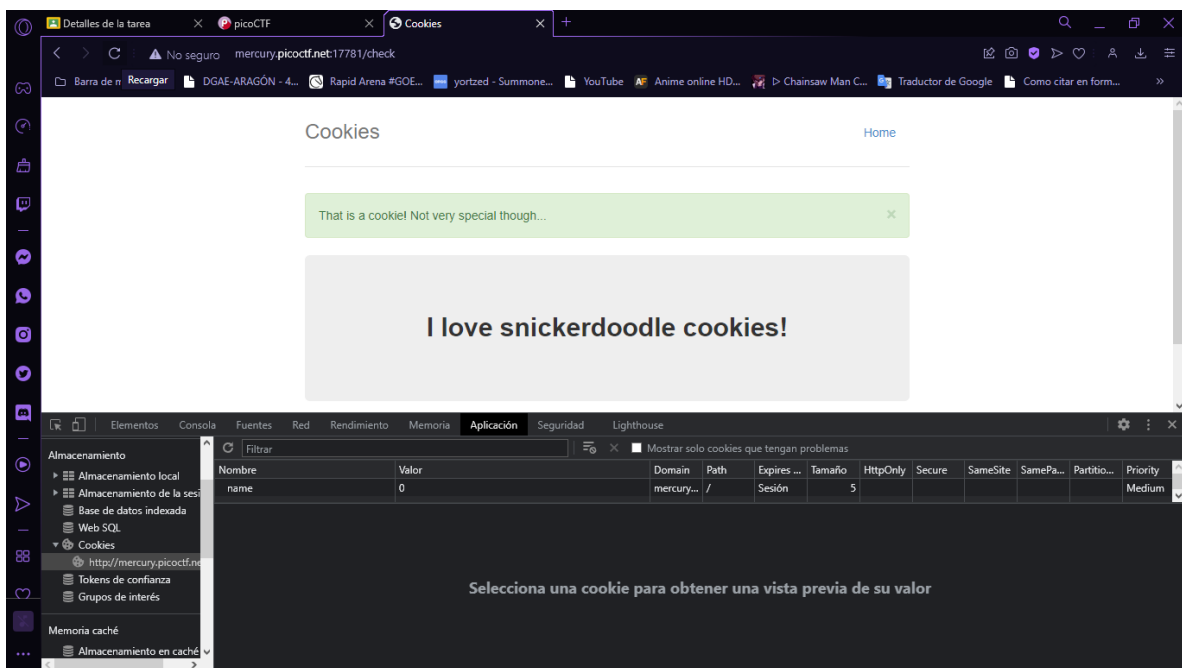 Detalles de la tarea picoCTF Cookies
No seguro mercury.picoctf.net:17781/check
Barra de m Recargar DGAE-ARAGÓN - 4... Rapid Arena #GOE... yortzed - Summone... YouTube AF Anime online HD... ▷ Chainsaw Man C... Traductor de Google Como citar en form... »
Cookies Home
That is a cookie! Not very special though... ×
I love snickerdoodle cookies!
Elementos Consola Fuentes Red Rendimiento Memoria Aplicación Seguridad Lighthouse
Almacenamiento
Filtrar Mostrar solo cookies que tengan problemas
Nombre Valor Domain Path Expires ... Tamaño HttpOnly Secure SameSite SamePa... Partitio... Priority
name 0 mercury... / Sesión 5 Medium
Almacenamiento local
Almacenamiento de la sesi
Base de datos indexada
Web SQL
Cookies
http://mercury.picoctf.ne
Tokens de confianza
Grupos de interés
Selecciona una cookie para obtener una vista previa de su valor
Memoria caché
Almacenamiento en caché